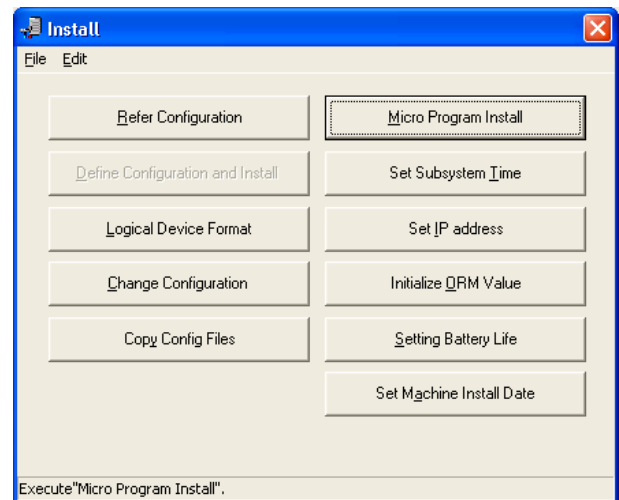 Install
File Edit
Refer Configuration
Micro Program Install
Define Configuration and Install
Set Subsystem Time
Logical Device Format
Set IP address
Change Configuration
Initialize ORM Value
Copy Config Files
Setting Battery Life
Set Machine Install Date
Execute"Micro Program Install".